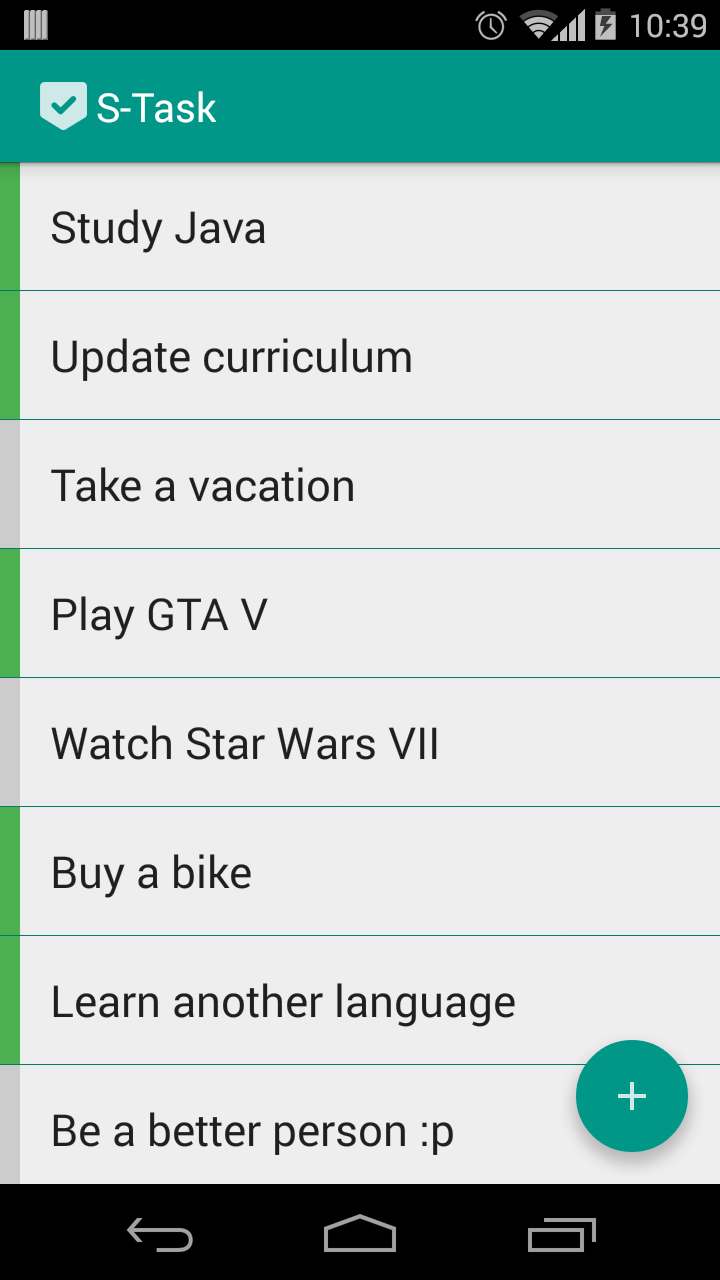 10:39
S-Task
Study Java
Update curriculum
Take a vacation
Play GTA V
Watch Star Wars VII
Buy a bike
Learn another language
Be a better person :p
+